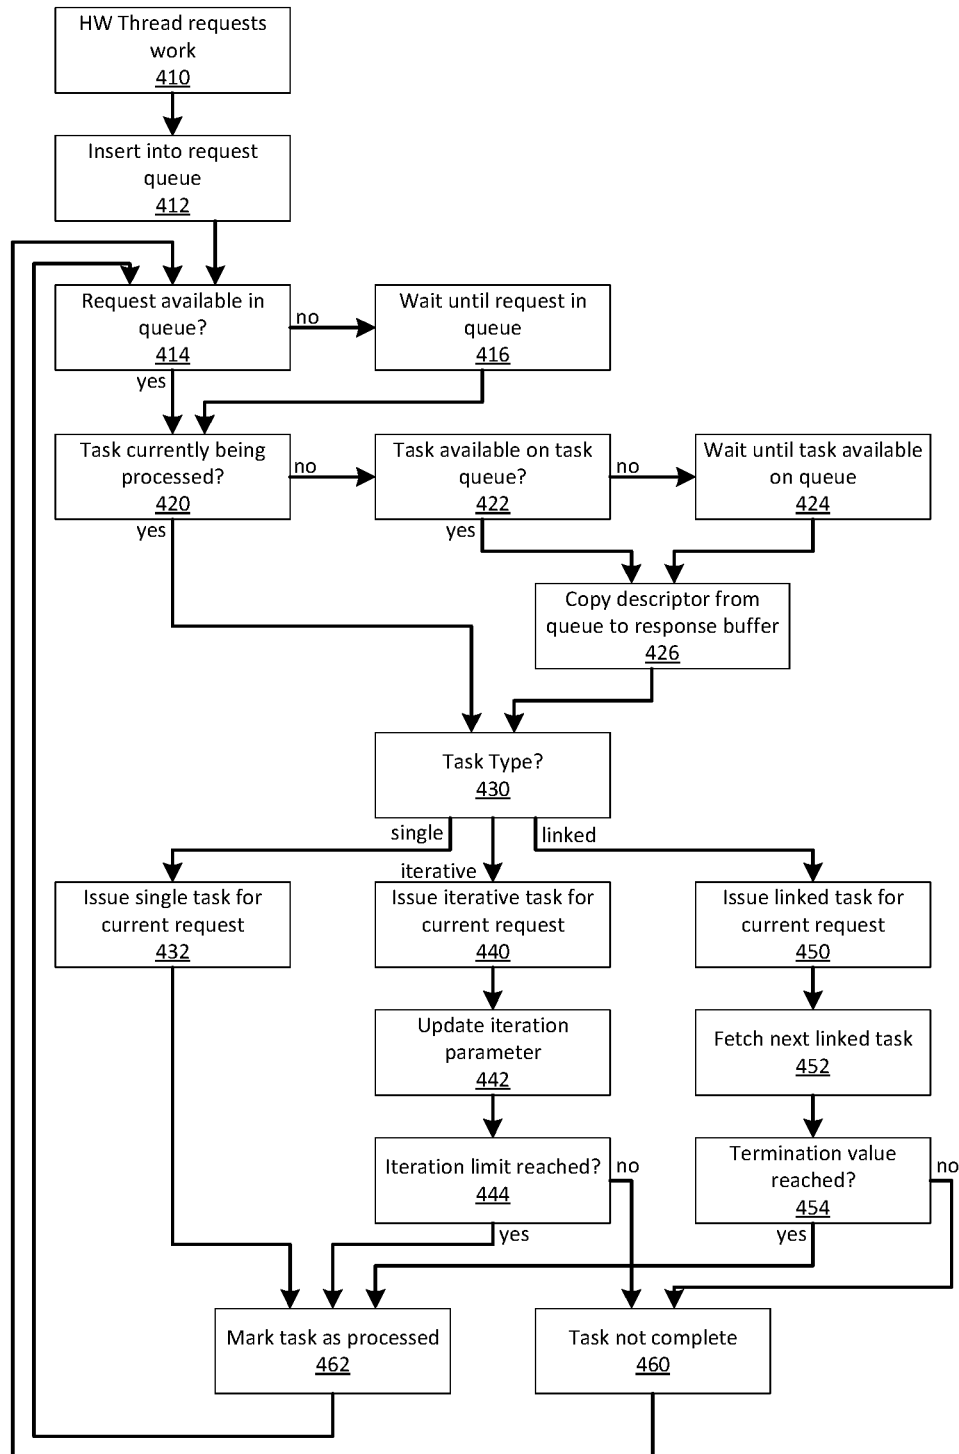 HW Thread requests
work
410
Insert into request
queue
412
Request available in
queue?
414
no
Wait until request in
queue
416
yes
Task currently being
processed?
420
no
Task available on task
queue?
422
no
Wait until task available
on queue
424
yes
yes
Copy descriptor from
queue to response buffer
426
Task Type?
430
single
iterative
linked
Issue single task for
current request
432
Issue iterative task for
current request
440
Issue linked task for
current request
450
Update iteration
parameter
442
Fetch next linked task
452
Iteration limit reached?
444
no
Termination value
reached?
454
no
yes
yes
Mark task as processed
462
Task not complete
460